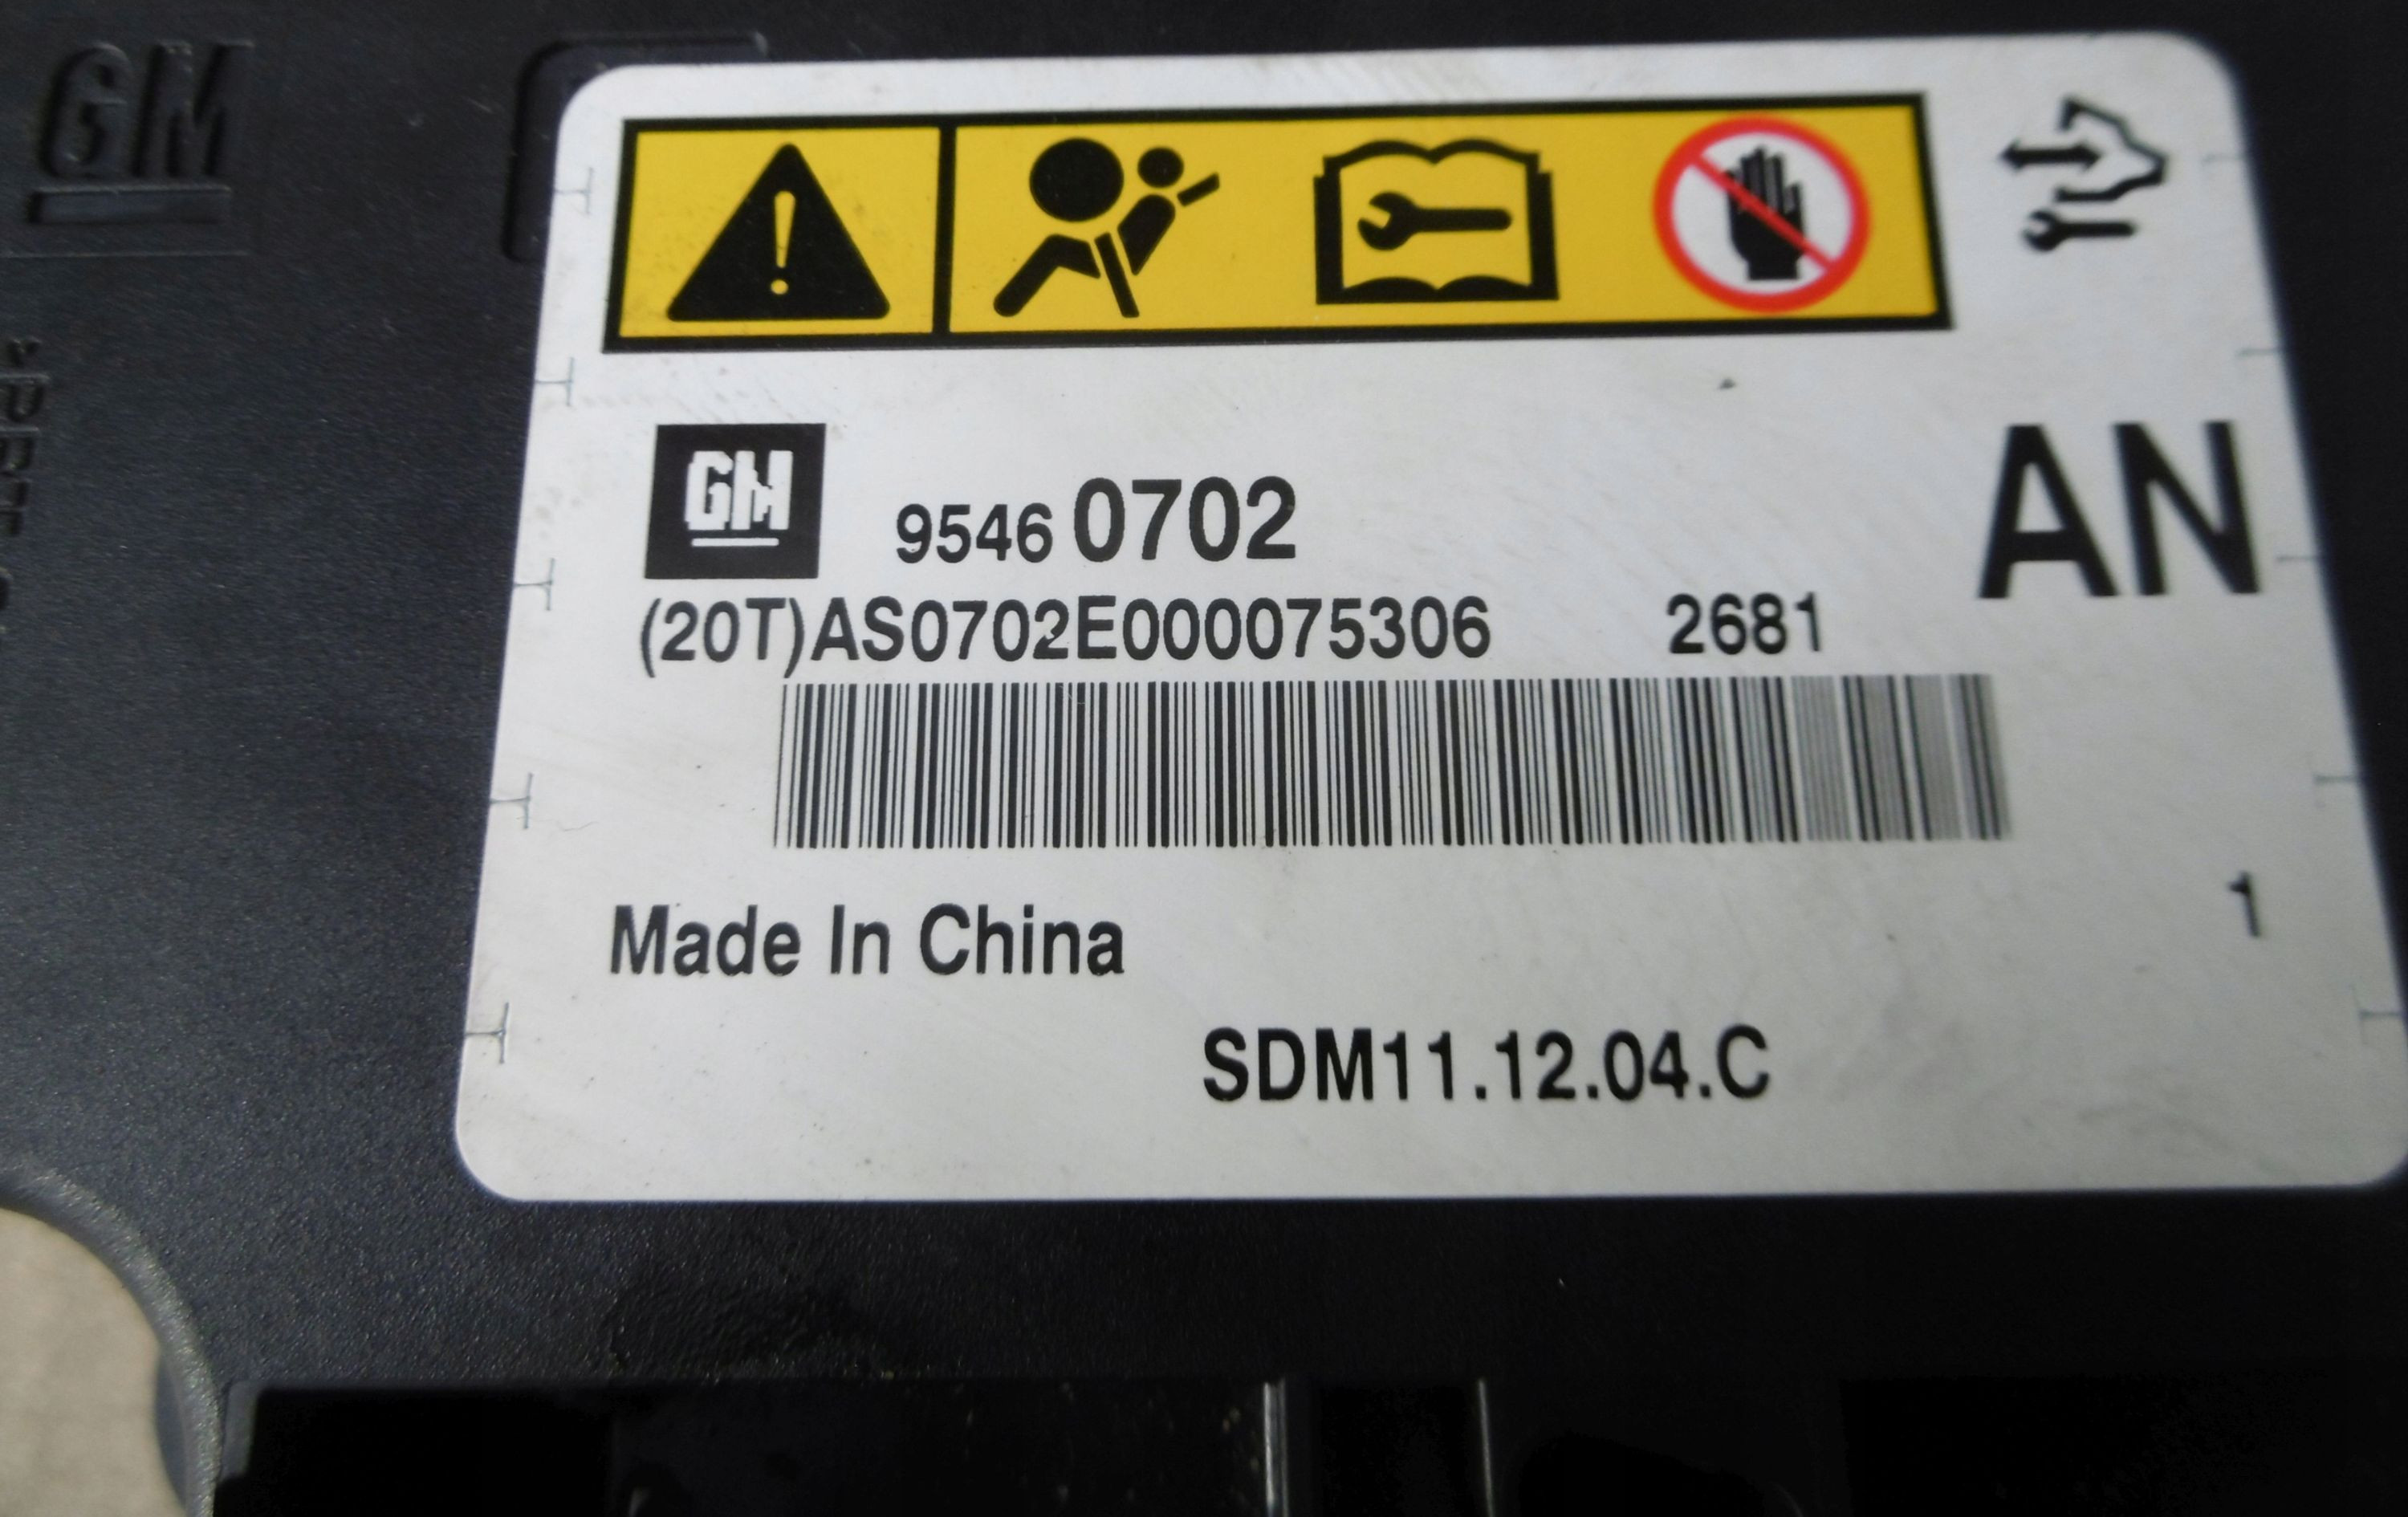 GM
GM
9546 0702
AN
(20T)AS0702E000075306 2681
Made In China
1
SDM11.12.04.C